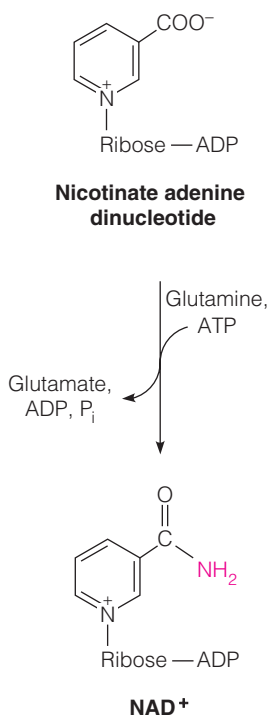 COO⁻
N⁺
Ribose — ADP
Nicotinate adenine
dinucleotide
Glutamine,
ATP
Glutamate,
ADP, Pᵢ
O
C
NH₂
N⁺
Ribose — ADP
NAD⁺